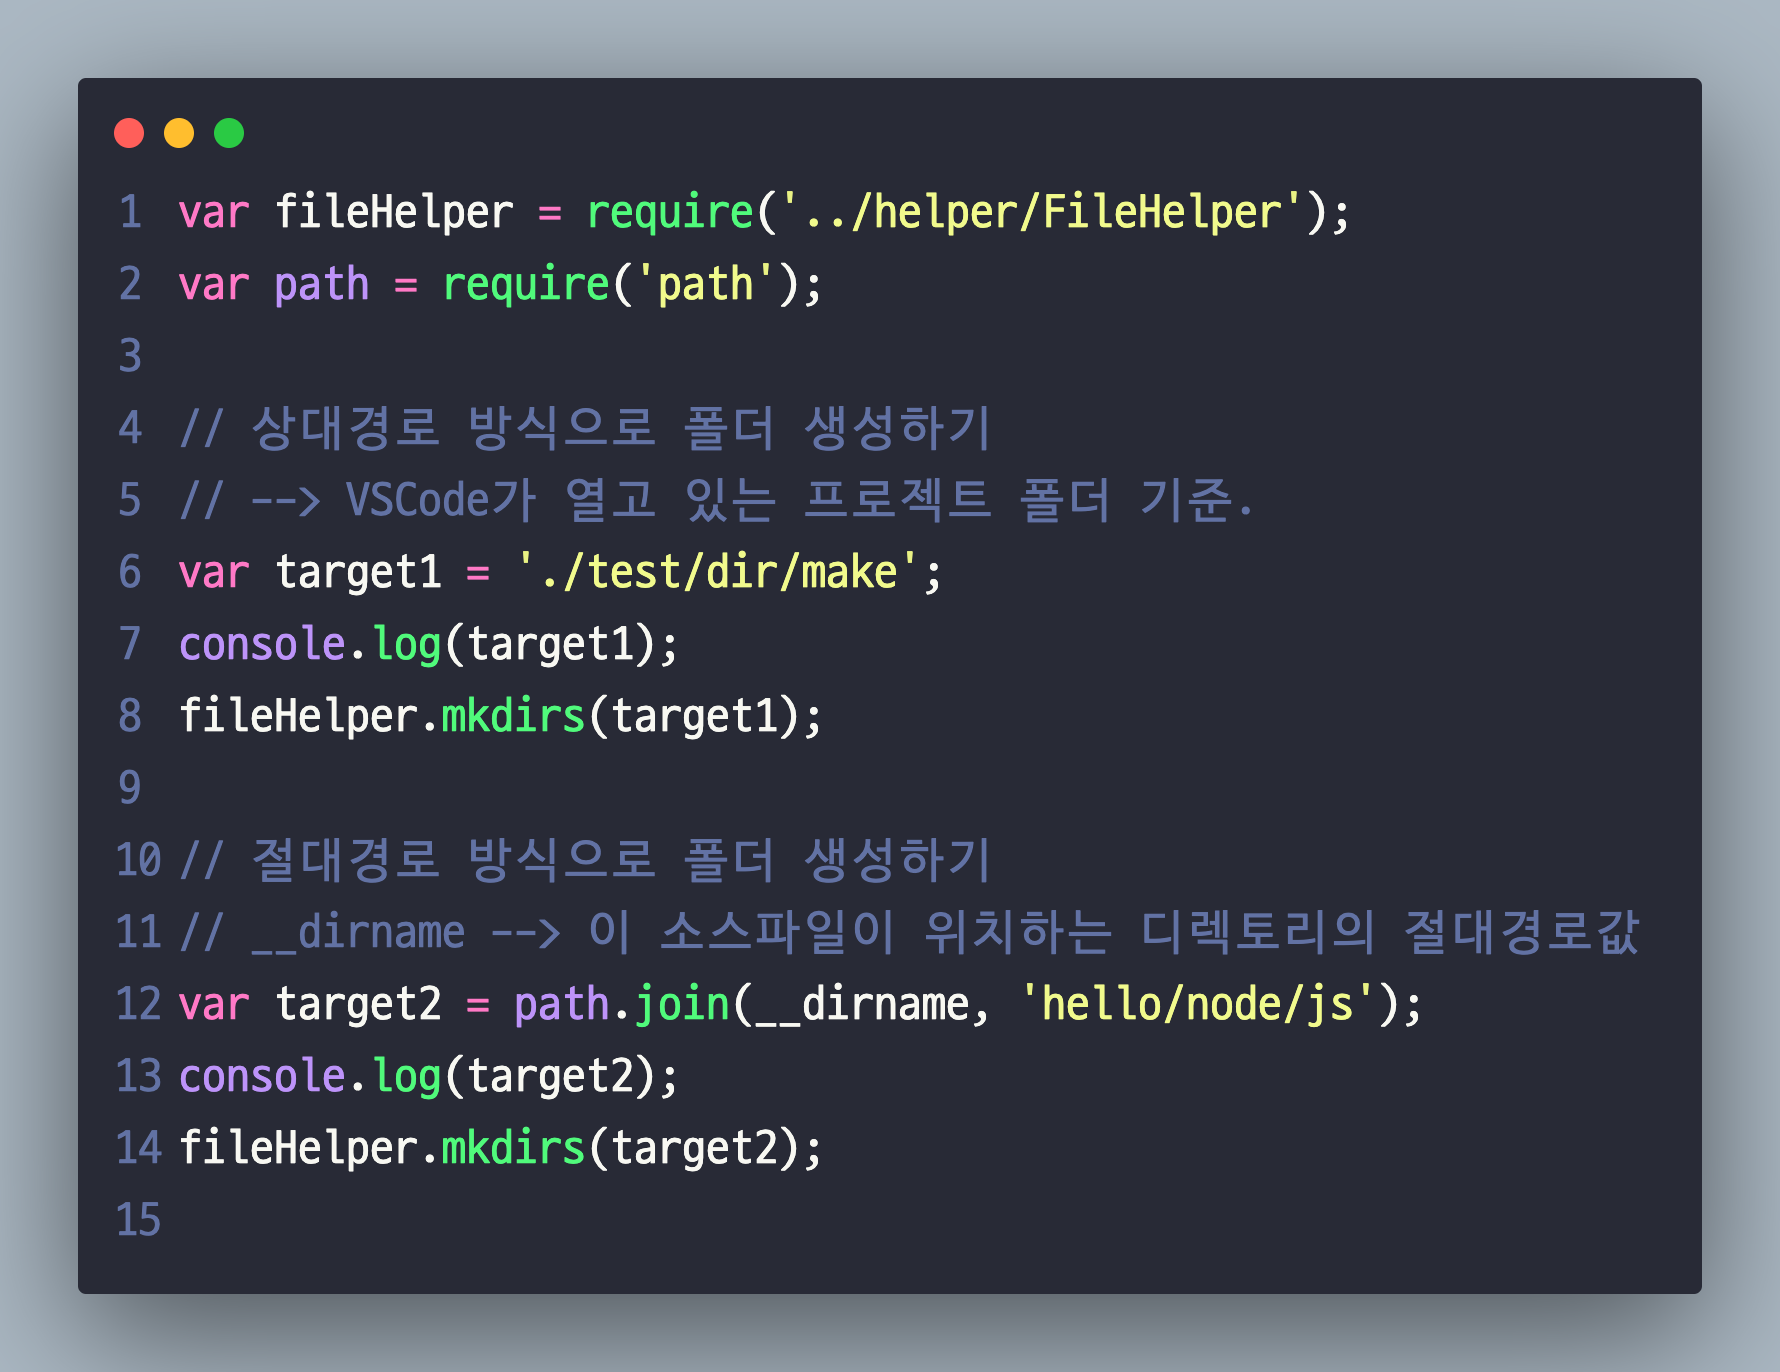 1 var fileHelper = require('../helper/FileHelper');
2 var path = require('path');
3
4 // 상대경로 방식으로 폴더 생성하기
5 // --> VSCode가 열고 있는 프로젝트 폴더 기준.
6 var target1 = './test/dir/make';
7 console.log(target1);
8 fileHelper.mkdirs(target1);
9
10 // 절대경로 방식으로 폴더 생성하기
11 // __dirname --> 이 소스파일이 위치하는 디렉토리의 절대경로값
12 var target2 = path.join(__dirname, 'hello/node/js');
13 console.log(target2);
14 fileHelper.mkdirs(target2);
15